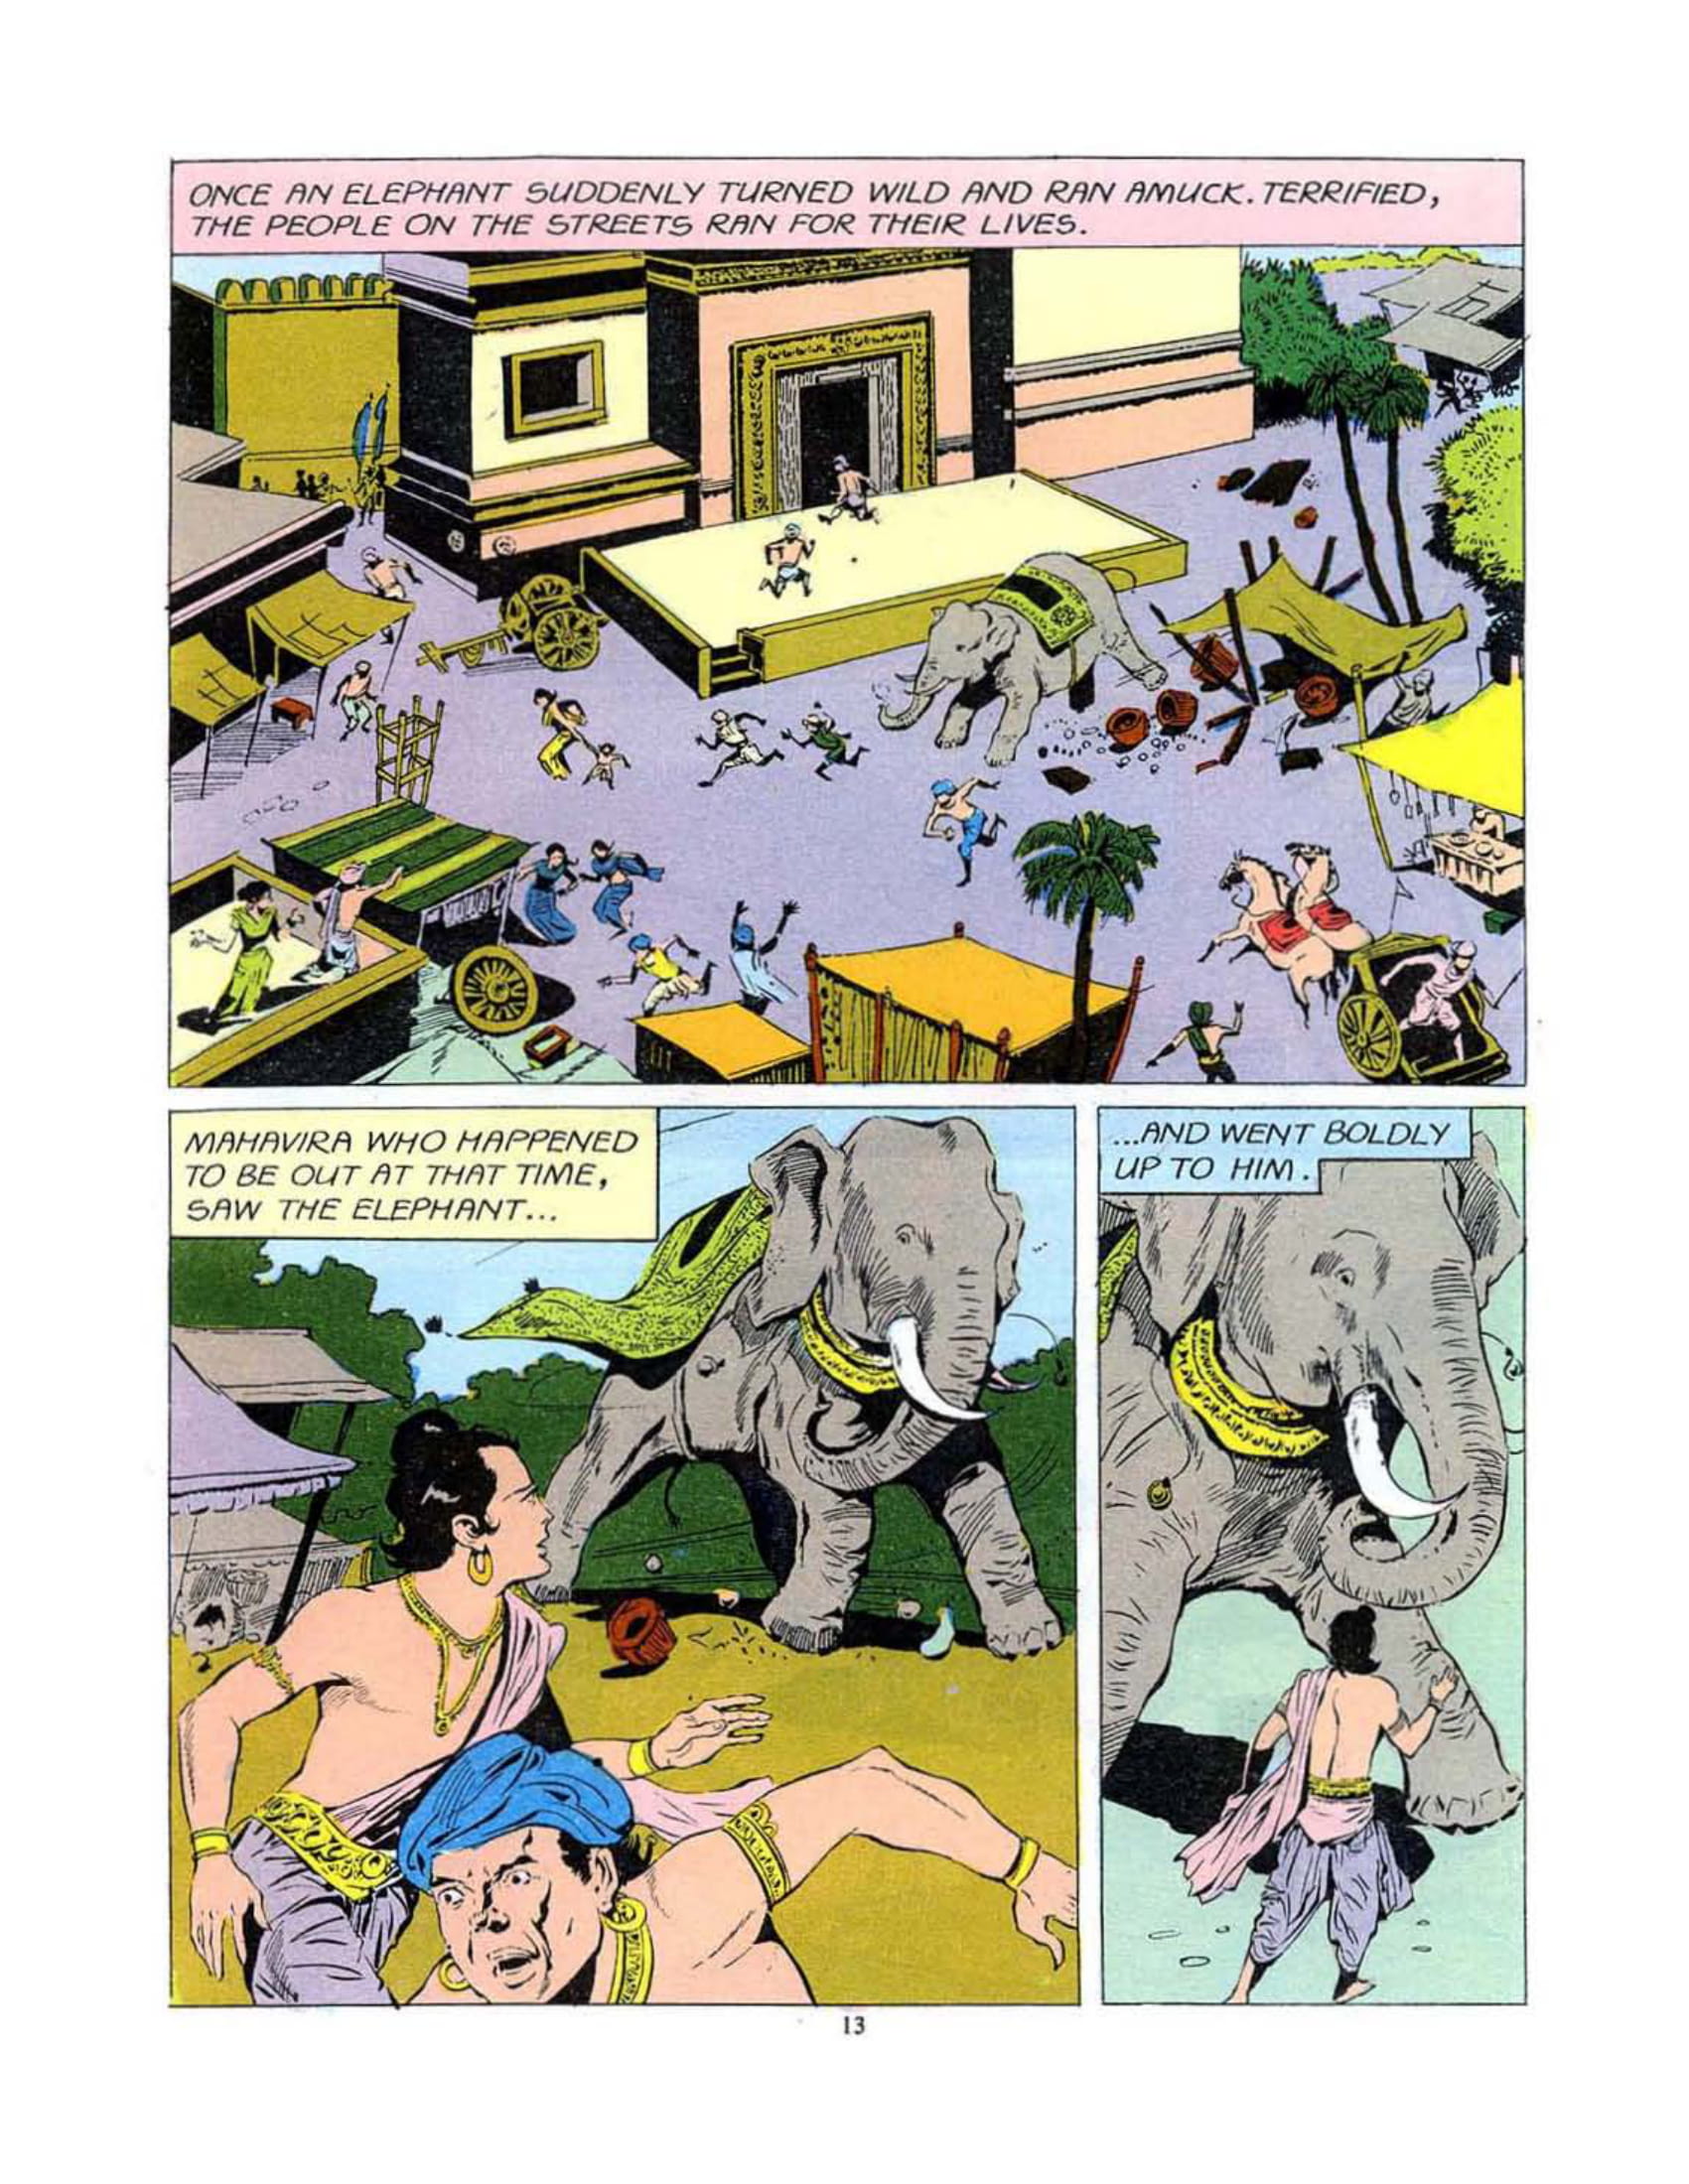 ONCE AN ELEPHANT SUDDENLY TURNED WILD AND RAN AMUCK. TERRIFIED,
THE PEOPLE ON THE STREETS RAN FOR THEIR LIVES.
MAHAVIRA WHO HAPPENED
TO BE OUT AT THAT TIME,
SAW THE ELEPHANT...
...AND WENT BOLDLY
UP TO HIM.
13